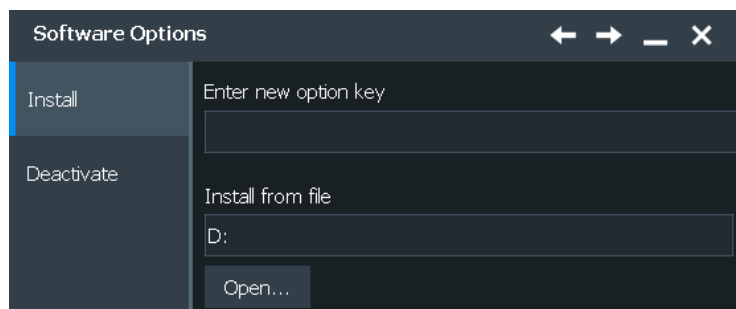 Software Options
Install
Enter new option key
Deactivate
Install from file
D:
Open...